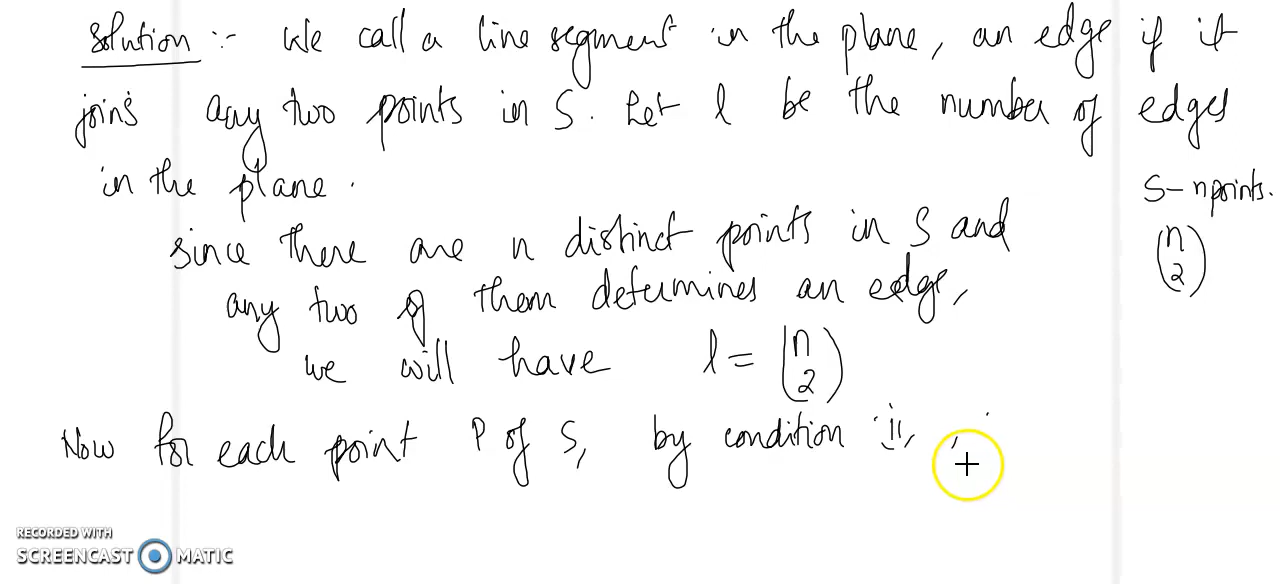 Solution :- We call a line segment in the plane, an edge if it
joins any two points in S. Let l be the number of edges
in the plane.
S - n points.
(n 2)
since there are n distinct points in S and
any two of them determines an edge,
we will have l = (n 2)
Now for each point P of S, by condition ii,
RECORDED WITH
SCREENCAST MATIC